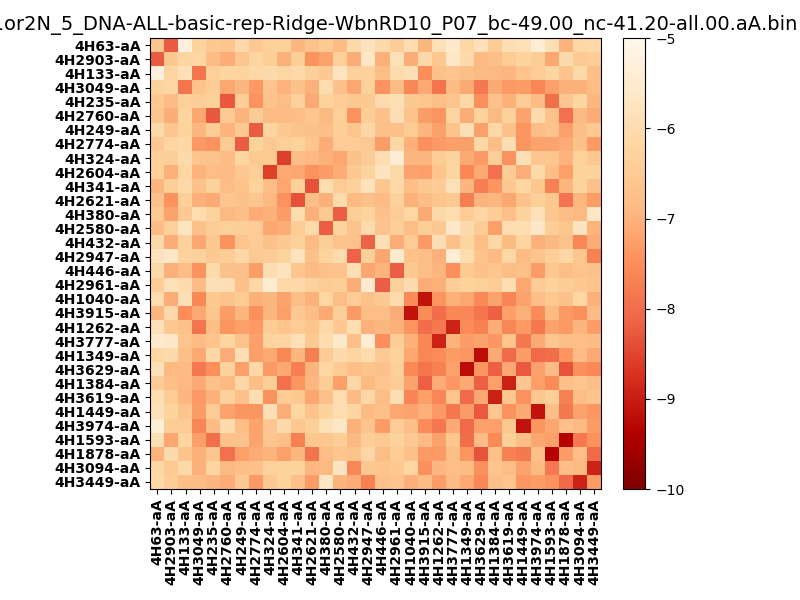 or2N_5_DNA-ALL-basic-rep-Ridge-WbnRD10_P07_bc-49.00_nc-41.20-all.00.aA.bin
4H63-aA
4H2903-aA
4H133-aA
4H3049-aA
4H235-aA
4H2760-aA
4H249-aA
4H2774-aA
4H324-aA
4H2604-aA
4H341-aA
4H2621-aA
4H380-aA
4H2580-aA
4H432-aA
4H2947-aA
4H446-aA
4H2961-aA
4H1040-aA
4H3915-aA
4H1262-aA
4H3777-aA
4H1349-aA
4H3629-aA
4H1384-aA
4H3619-aA
4H1449-aA
4H3974-aA
4H1593-aA
4H1878-aA
4H3094-aA
4H3449-aA
4H63-aA
4H2903-aA
4H133-aA
4H3049-aA
4H235-aA
4H2760-aA
4H249-aA
4H2774-aA
4H324-aA
4H2604-aA
4H341-aA
4H2621-aA
4H380-aA
4H2580-aA
4H432-aA
4H2947-aA
4H446-aA
4H2961-aA
4H1040-aA
4H3915-aA
4H1262-aA
4H3777-aA
4H1349-aA
4H3629-aA
4H1384-aA
4H3619-aA
4H1449-aA
4H3974-aA
4H1593-aA
4H1878-aA
4H3094-aA
4H3449-aA
−5
−6
−7
−8
−9
−10